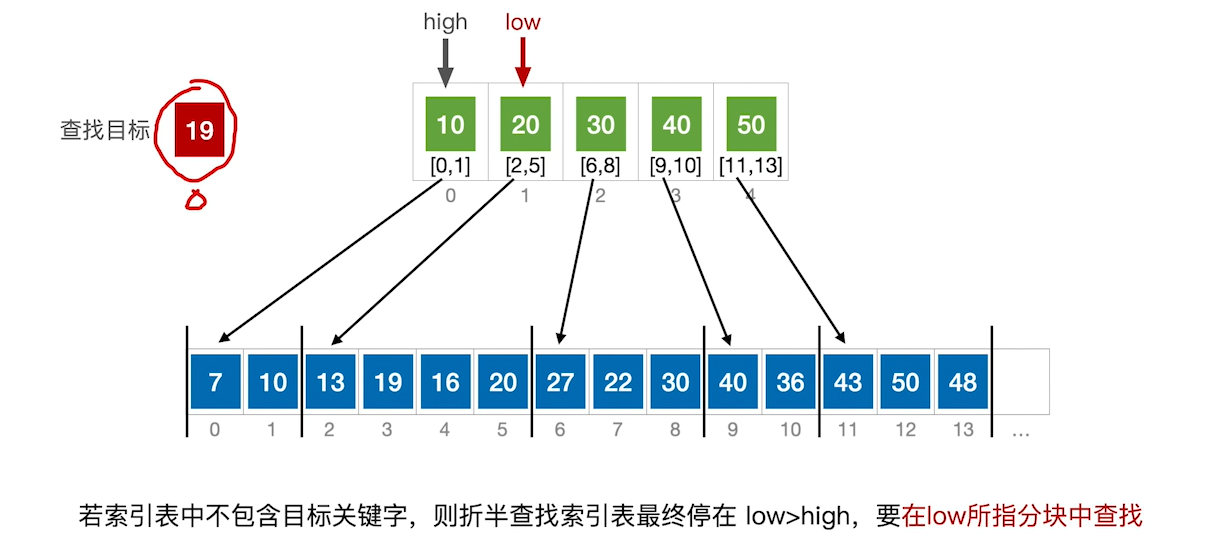 high low
查找目标 19
10 20 30 40 50
[0,1] [2,5] [6,8] [9,10] [11,13]
0 1 2 3 4
7 10 13 19 16 20 27 22 30 40 36 43 50 48
0 1 2 3 4 5 6 7 8 9 10 11 12 13 …
若索引表中不包含目标关键字，则折半查找索引表最终停在 low>high，要在low所指分块中查找